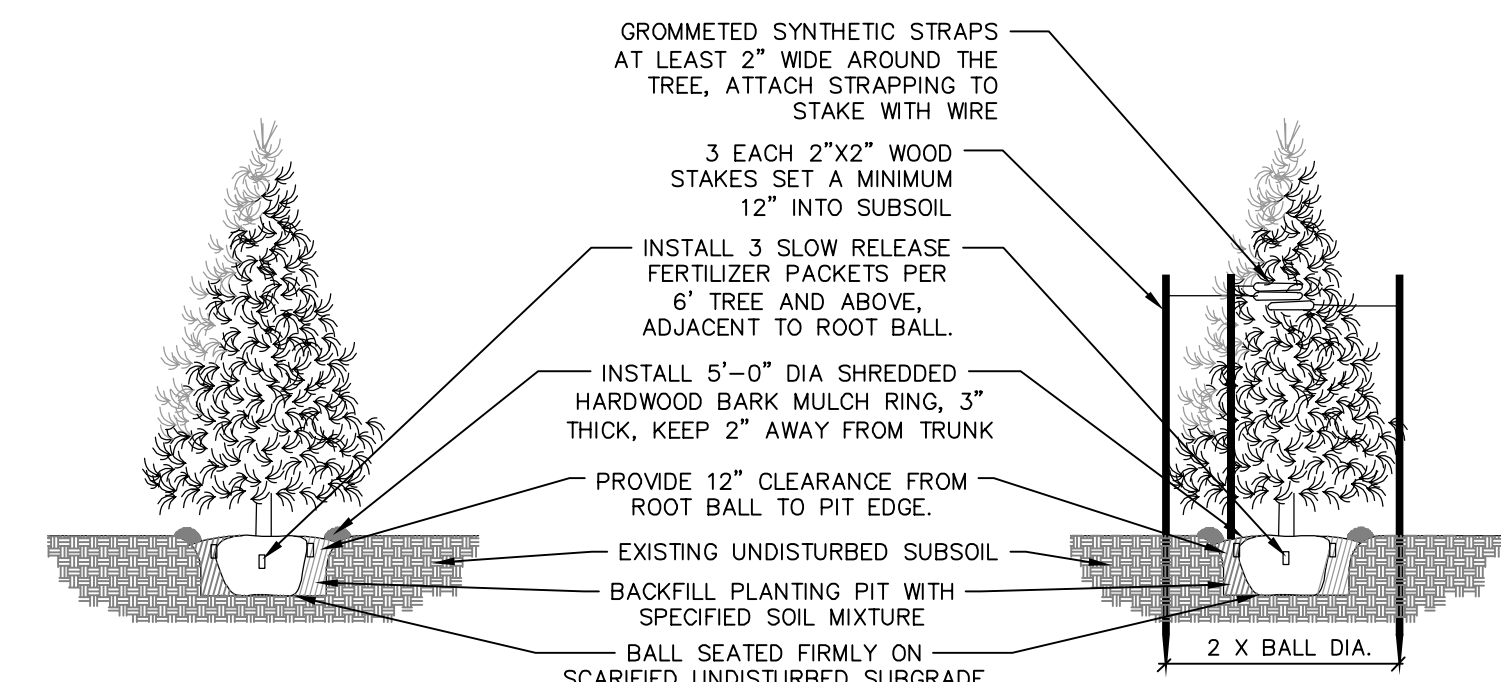 GROMMETED SYNTHETIC STRAPS
AT LEAST 2” WIDE AROUND THE
TREE, ATTACH STRAPPING TO
STAKE WITH WIRE
3 EACH 2”X2” WOOD
STAKES SET A MINIMUM
12” INTO SUBSOIL
INSTALL 3 SLOW RELEASE
FERTILIZER PACKETS PER
6’ TREE AND ABOVE,
ADJACENT TO ROOT BALL.
INSTALL 5’–0” DIA SHREDDED
HARDWOOD BARK MULCH RING, 3”
THICK, KEEP 2” AWAY FROM TRUNK
PROVIDE 12” CLEARANCE FROM
ROOT BALL TO PIT EDGE.
EXISTING UNDISTURBED SUBSOIL
BACKFILL PLANTING PIT WITH
SPECIFIED SOIL MIXTURE
BALL SEATED FIRMLY ON
SCARIFIED UNDISTURBED SUBGRADE
2 X BALL DIA.